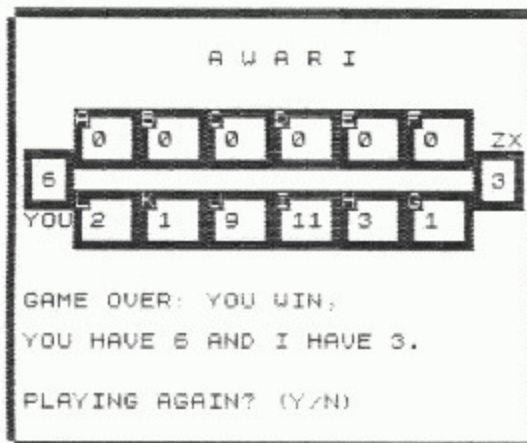 A W A R I
A B C D E F
0 0 0 0 0 0
ZX
6 3
L K J I H G
YOU 2 1 9 11 3 1
GAME OVER: YOU WIN,
YOU HAVE 6 AND I HAVE 3.
PLAYING AGAIN? (Y/N)